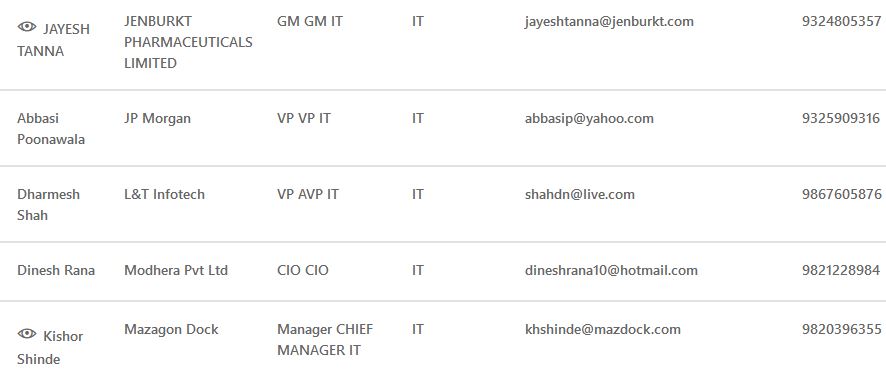 JAYESH TANNA JENBURKT PHARMACEUTICALS LIMITED GM GM IT IT jayeshtanna@jenburkt.com 9324805357
Abbasi Poonawala JP Morgan VP VP IT IT abbasip@yahoo.com 9325909316
Dharmesh Shah L&T Infotech VP AVP IT IT shahdn@live.com 9867605876
Dinesh Rana Modhera Pvt Ltd CIO CIO IT dineshrana10@hotmail.com 9821228984
Kishor Shinde Mazagon Dock Manager CHIEF MANAGER IT IT khshinde@mazdock.com 9820396355